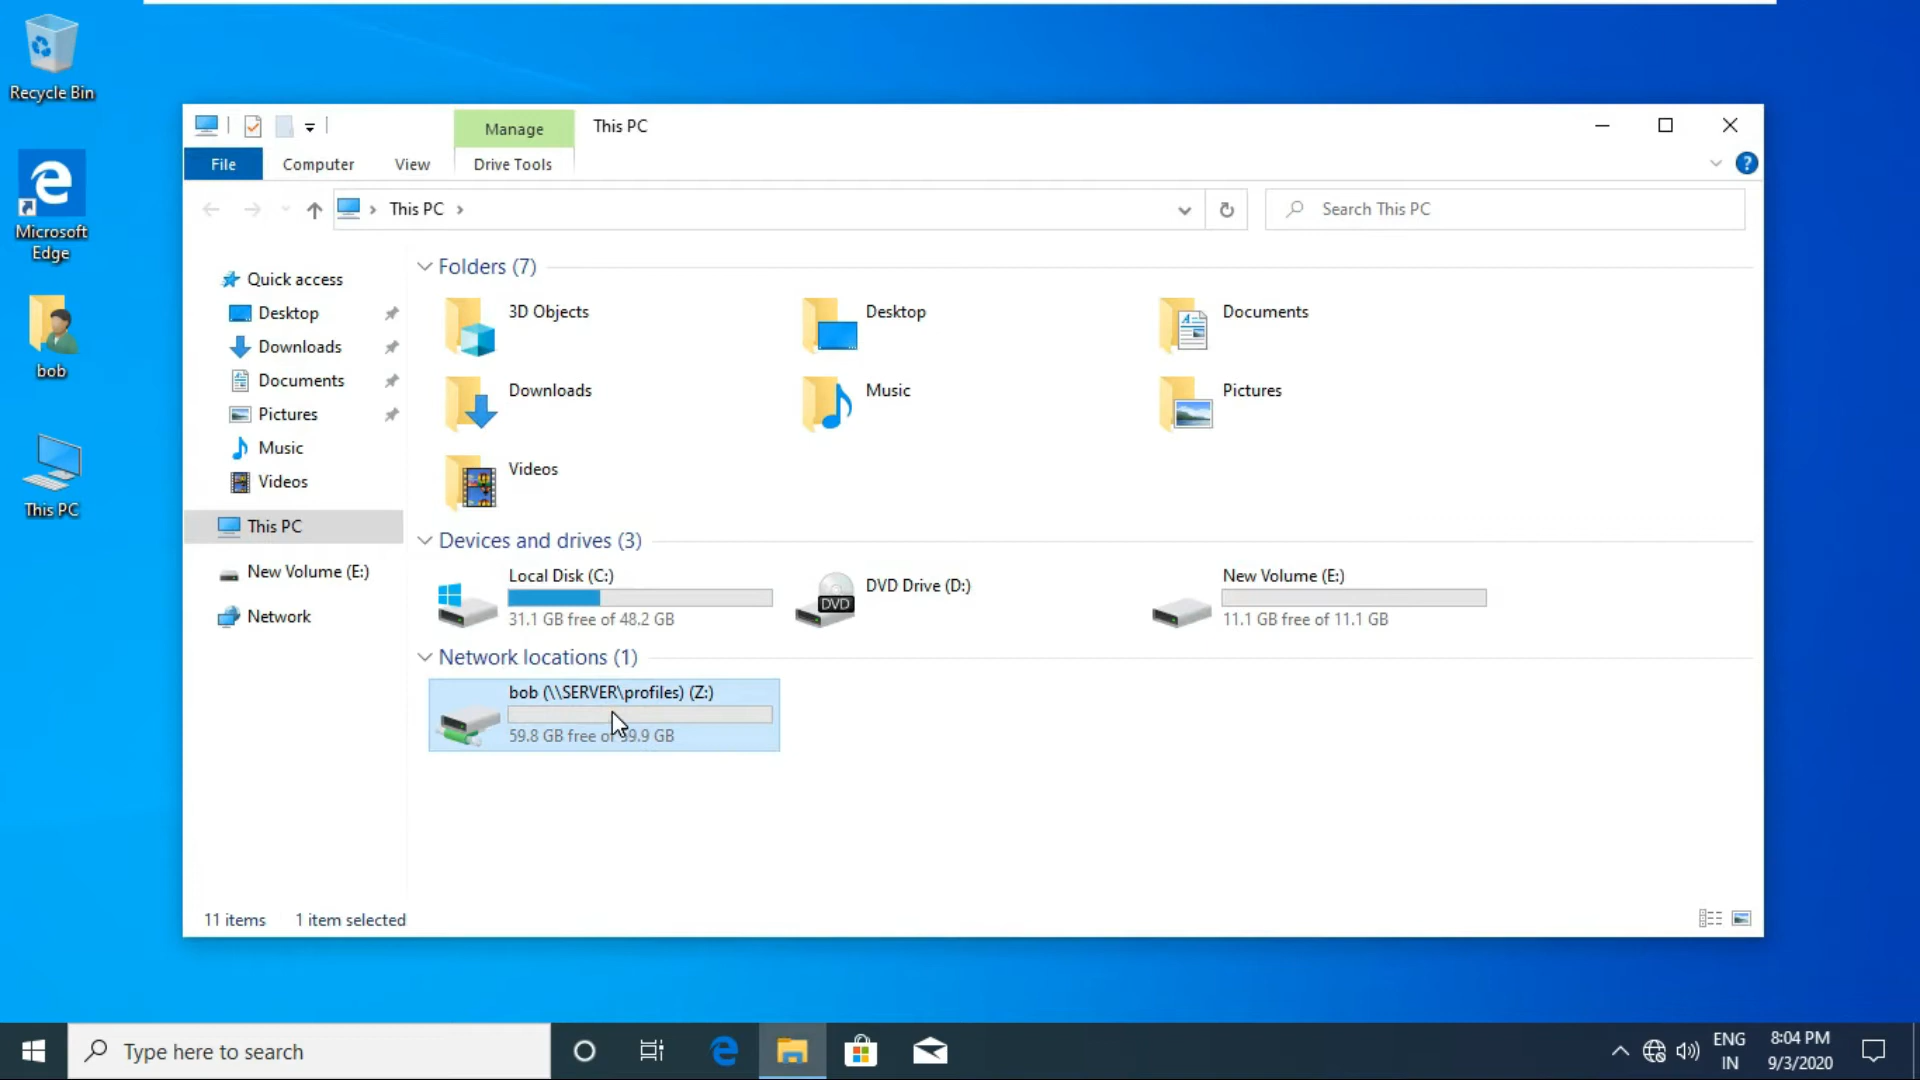 Recycle Bin
Microsoft
Edge
bob
This PC
Manage
This PC
File
Computer
View
Drive Tools
?
This PC
Search This PC
Quick access
Desktop
Downloads
Documents
Pictures
Music
Videos
This PC
New Volume (E:)
Network
Folders (7)
3D Objects
Desktop
Documents
Downloads
Music
Pictures
Videos
Devices and drives (3)
Local Disk (C:)
31.1 GB free of 48.2 GB
DVD
DVD Drive (D:)
New Volume (E:)
11.1 GB free of 11.1 GB
Network locations (1)
bob (\\SERVER\profiles) (Z:)
59.8 GB free of 59.9 GB
11 items
1 item selected
Type here to search
ENG
IN
8:04 PM
9/3/2020